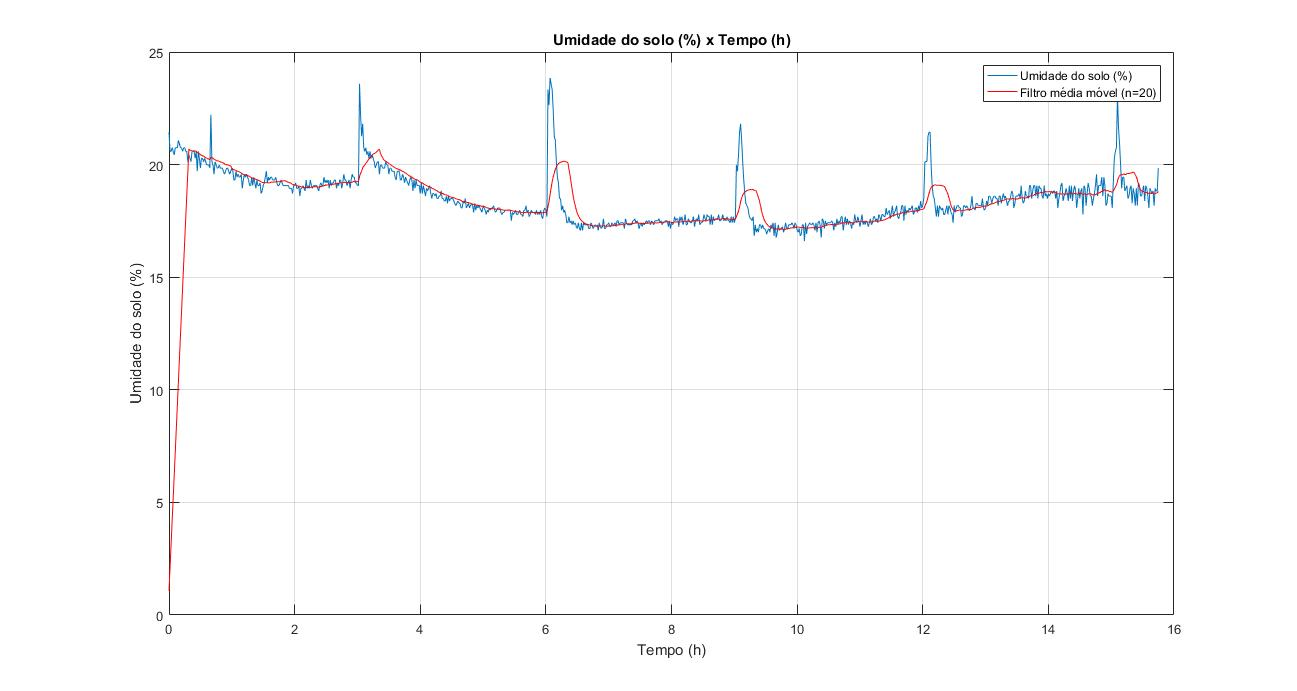 Umidade do solo (%) x Tempo (h)
Umidade do solo (%)
Filtro média móvel (n=20)
25
20
15
10
5
0
Umidade do solo (%)
0 2 4 6 8 10 12 14 16
Tempo (h)